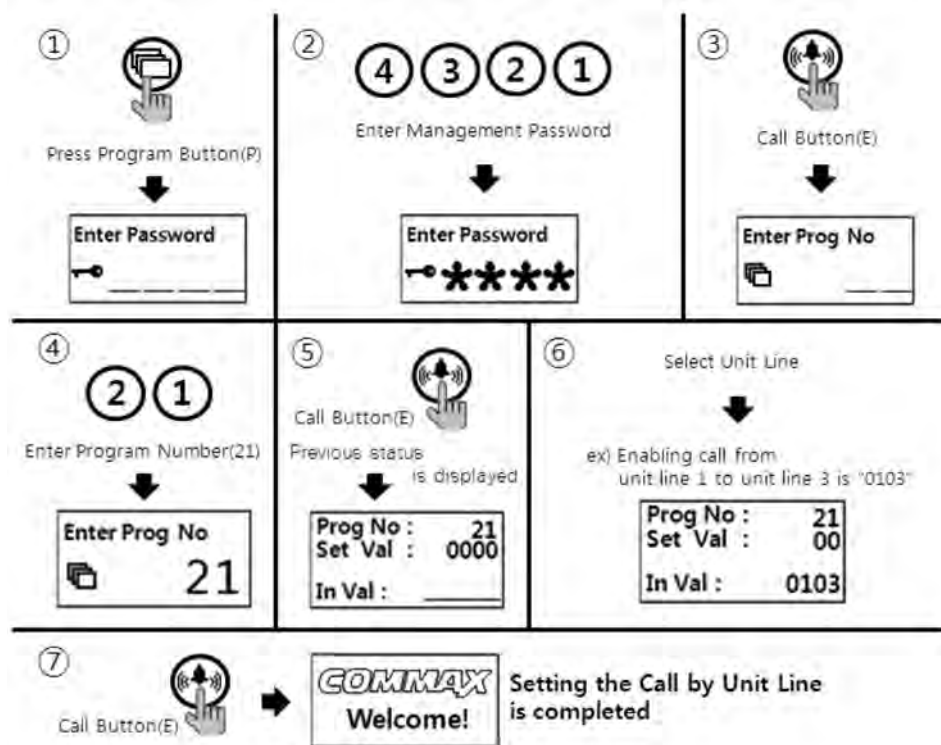 ①
Press Program Button(P)
Enter Password
②
4 3 2 1
Enter Management Password
Enter Password
③
Call Button(E)
Enter Prog No
④
2 1
Enter Program Number(21)
Enter Prog No
21
⑤
Call Button(E)
Previous status
is displayed
Prog No : 21
Set Val : 0000
In Val :
⑥
Select Unit Line
ex) Enabling call from
unit line 1 to unit line 3 is "0103"
Prog No : 21
Set Val : 00
In Val : 0103
⑦
Call Button(E)
COMMAX
Welcome!
Setting the Call by Unit Line
is completed